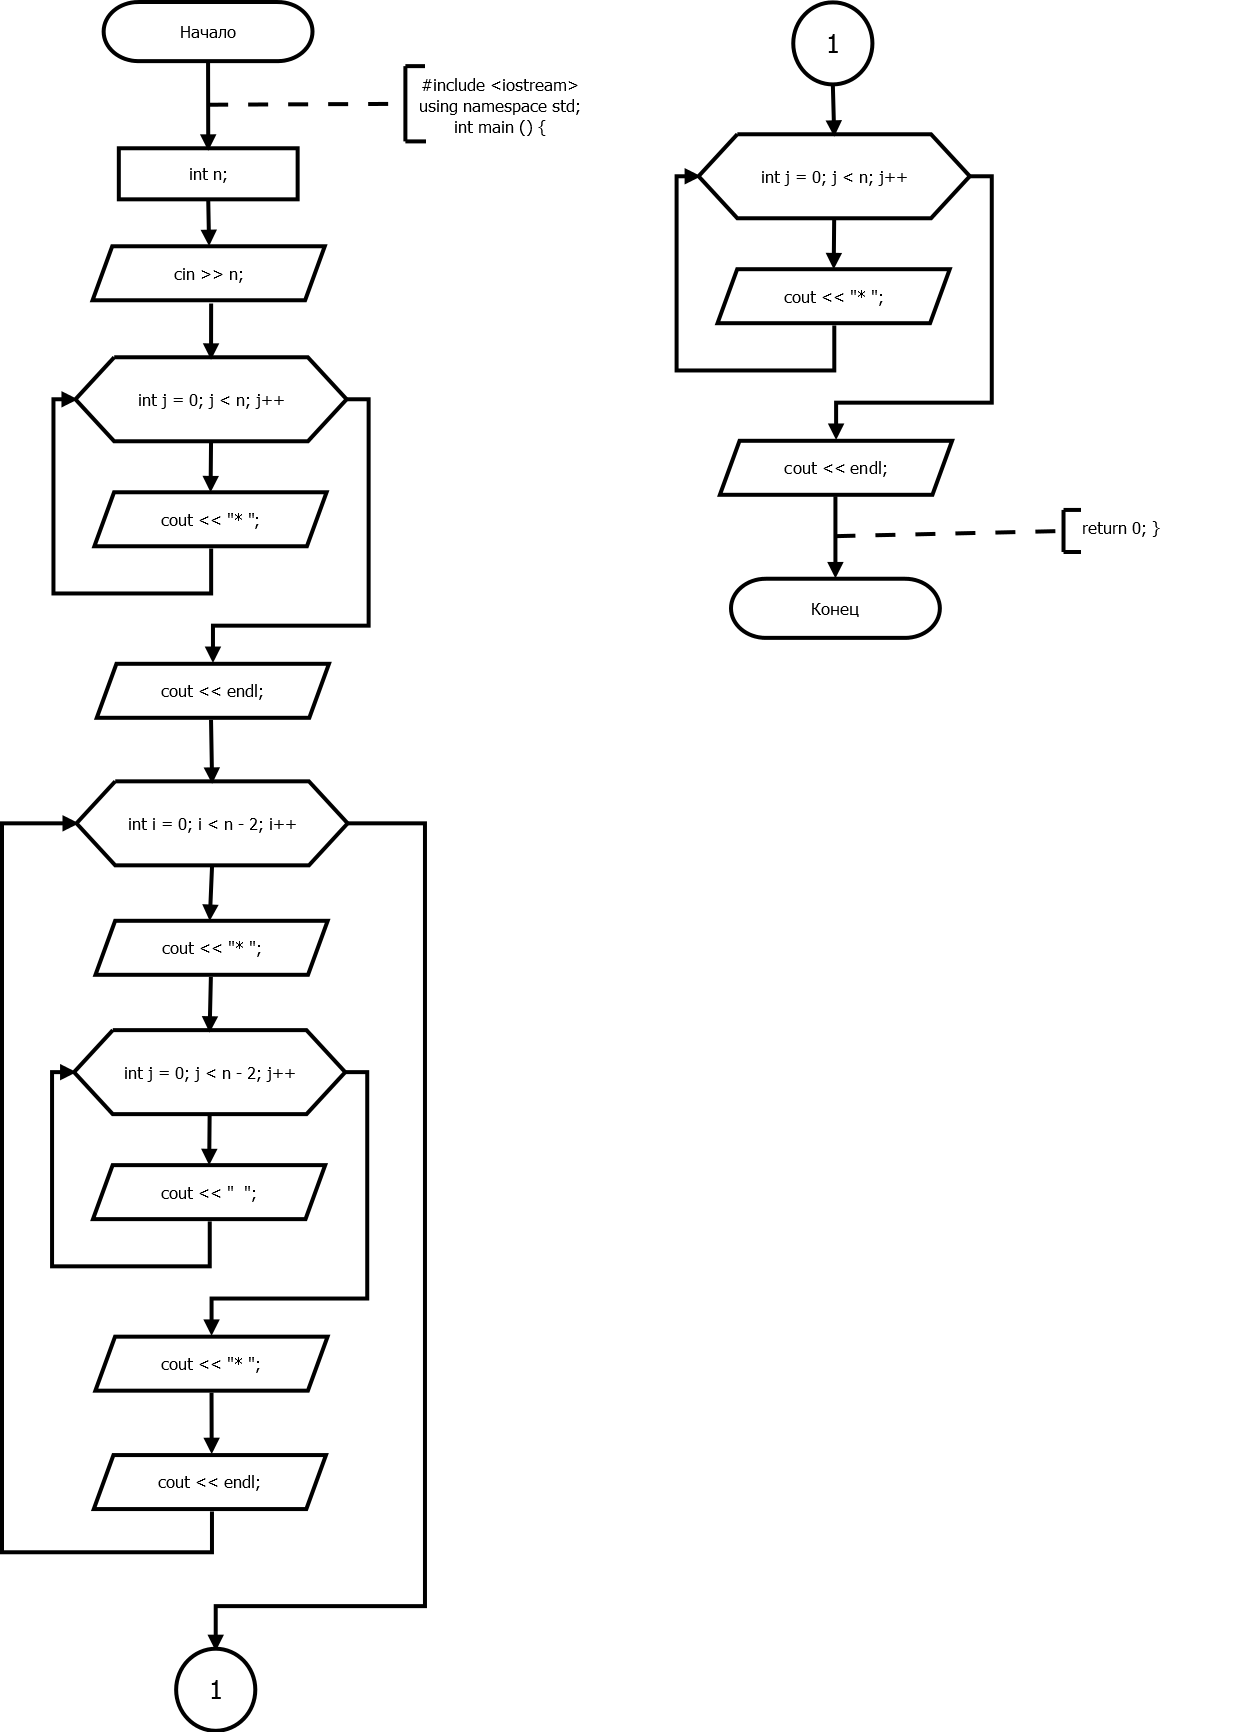 Начало
#include <iostream>
using namespace std;
int main () {
int n;
cin >> n;
int j = 0; j < n; j++
cout << "* ";
cout << endl;
int i = 0; i < n - 2; i++
cout << "* ";
int j = 0; j < n - 2; j++
cout << "  ";
cout << "* ";
cout << endl;
1
1
int j = 0; j < n; j++
cout << "* ";
cout << endl;
return 0; }
Конец